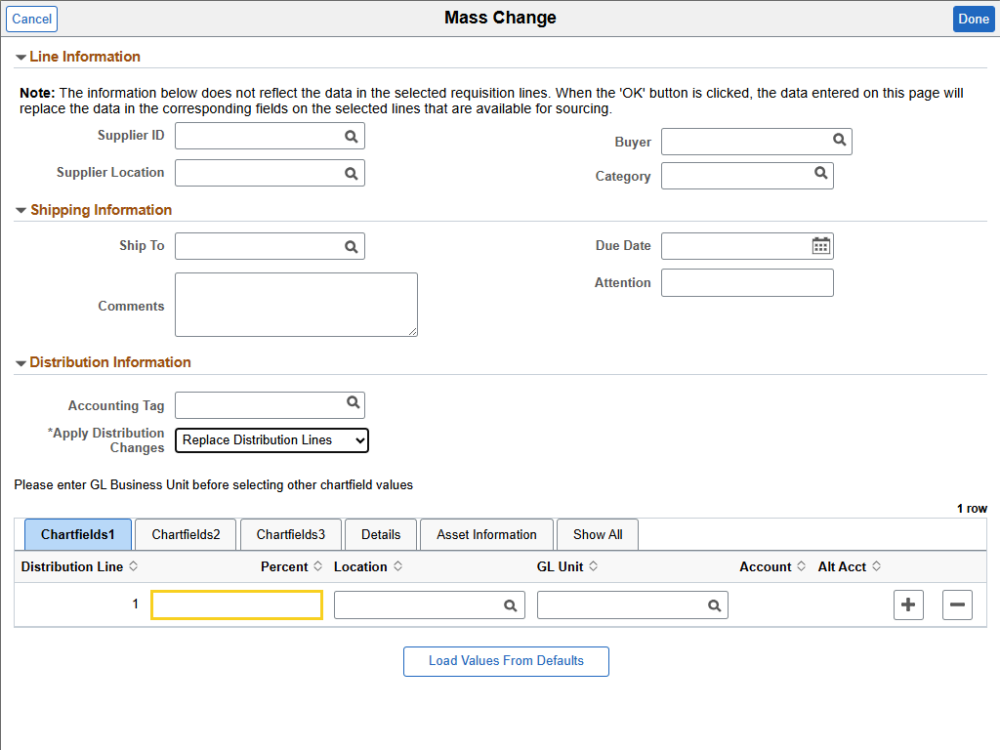 Cancel
Mass Change
Done
Line Information
Note: The information below does not reflect the data in the selected requisition lines. When the 'OK' button is clicked, the data entered on this page will
replace the data in the corresponding fields on the selected lines that are available for sourcing.
Supplier ID
Buyer
Supplier Location
Category
Shipping Information
Ship To
Due Date
Attention
Comments
Distribution Information
Accounting Tag
*Apply Distribution
Changes
Replace Distribution Lines
Please enter GL Business Unit before selecting other chartfield values
1 row
Chartfields1 Chartfields2 Chartfields3 Details Asset Information Show All
Distribution Line Percent Location GL Unit Account Alt Acct
1
Load Values From Defaults